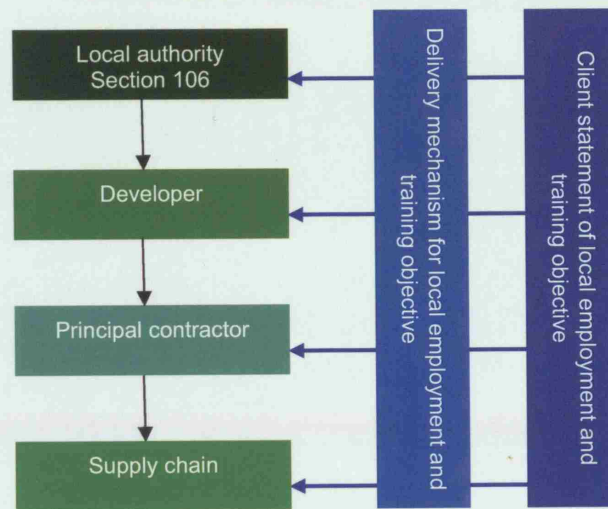 Local authority
Section 106
Developer
Principal contractor
Supply chain
Delivery mechanism for local employment and
training objective
Client statement of local employment and
training objective